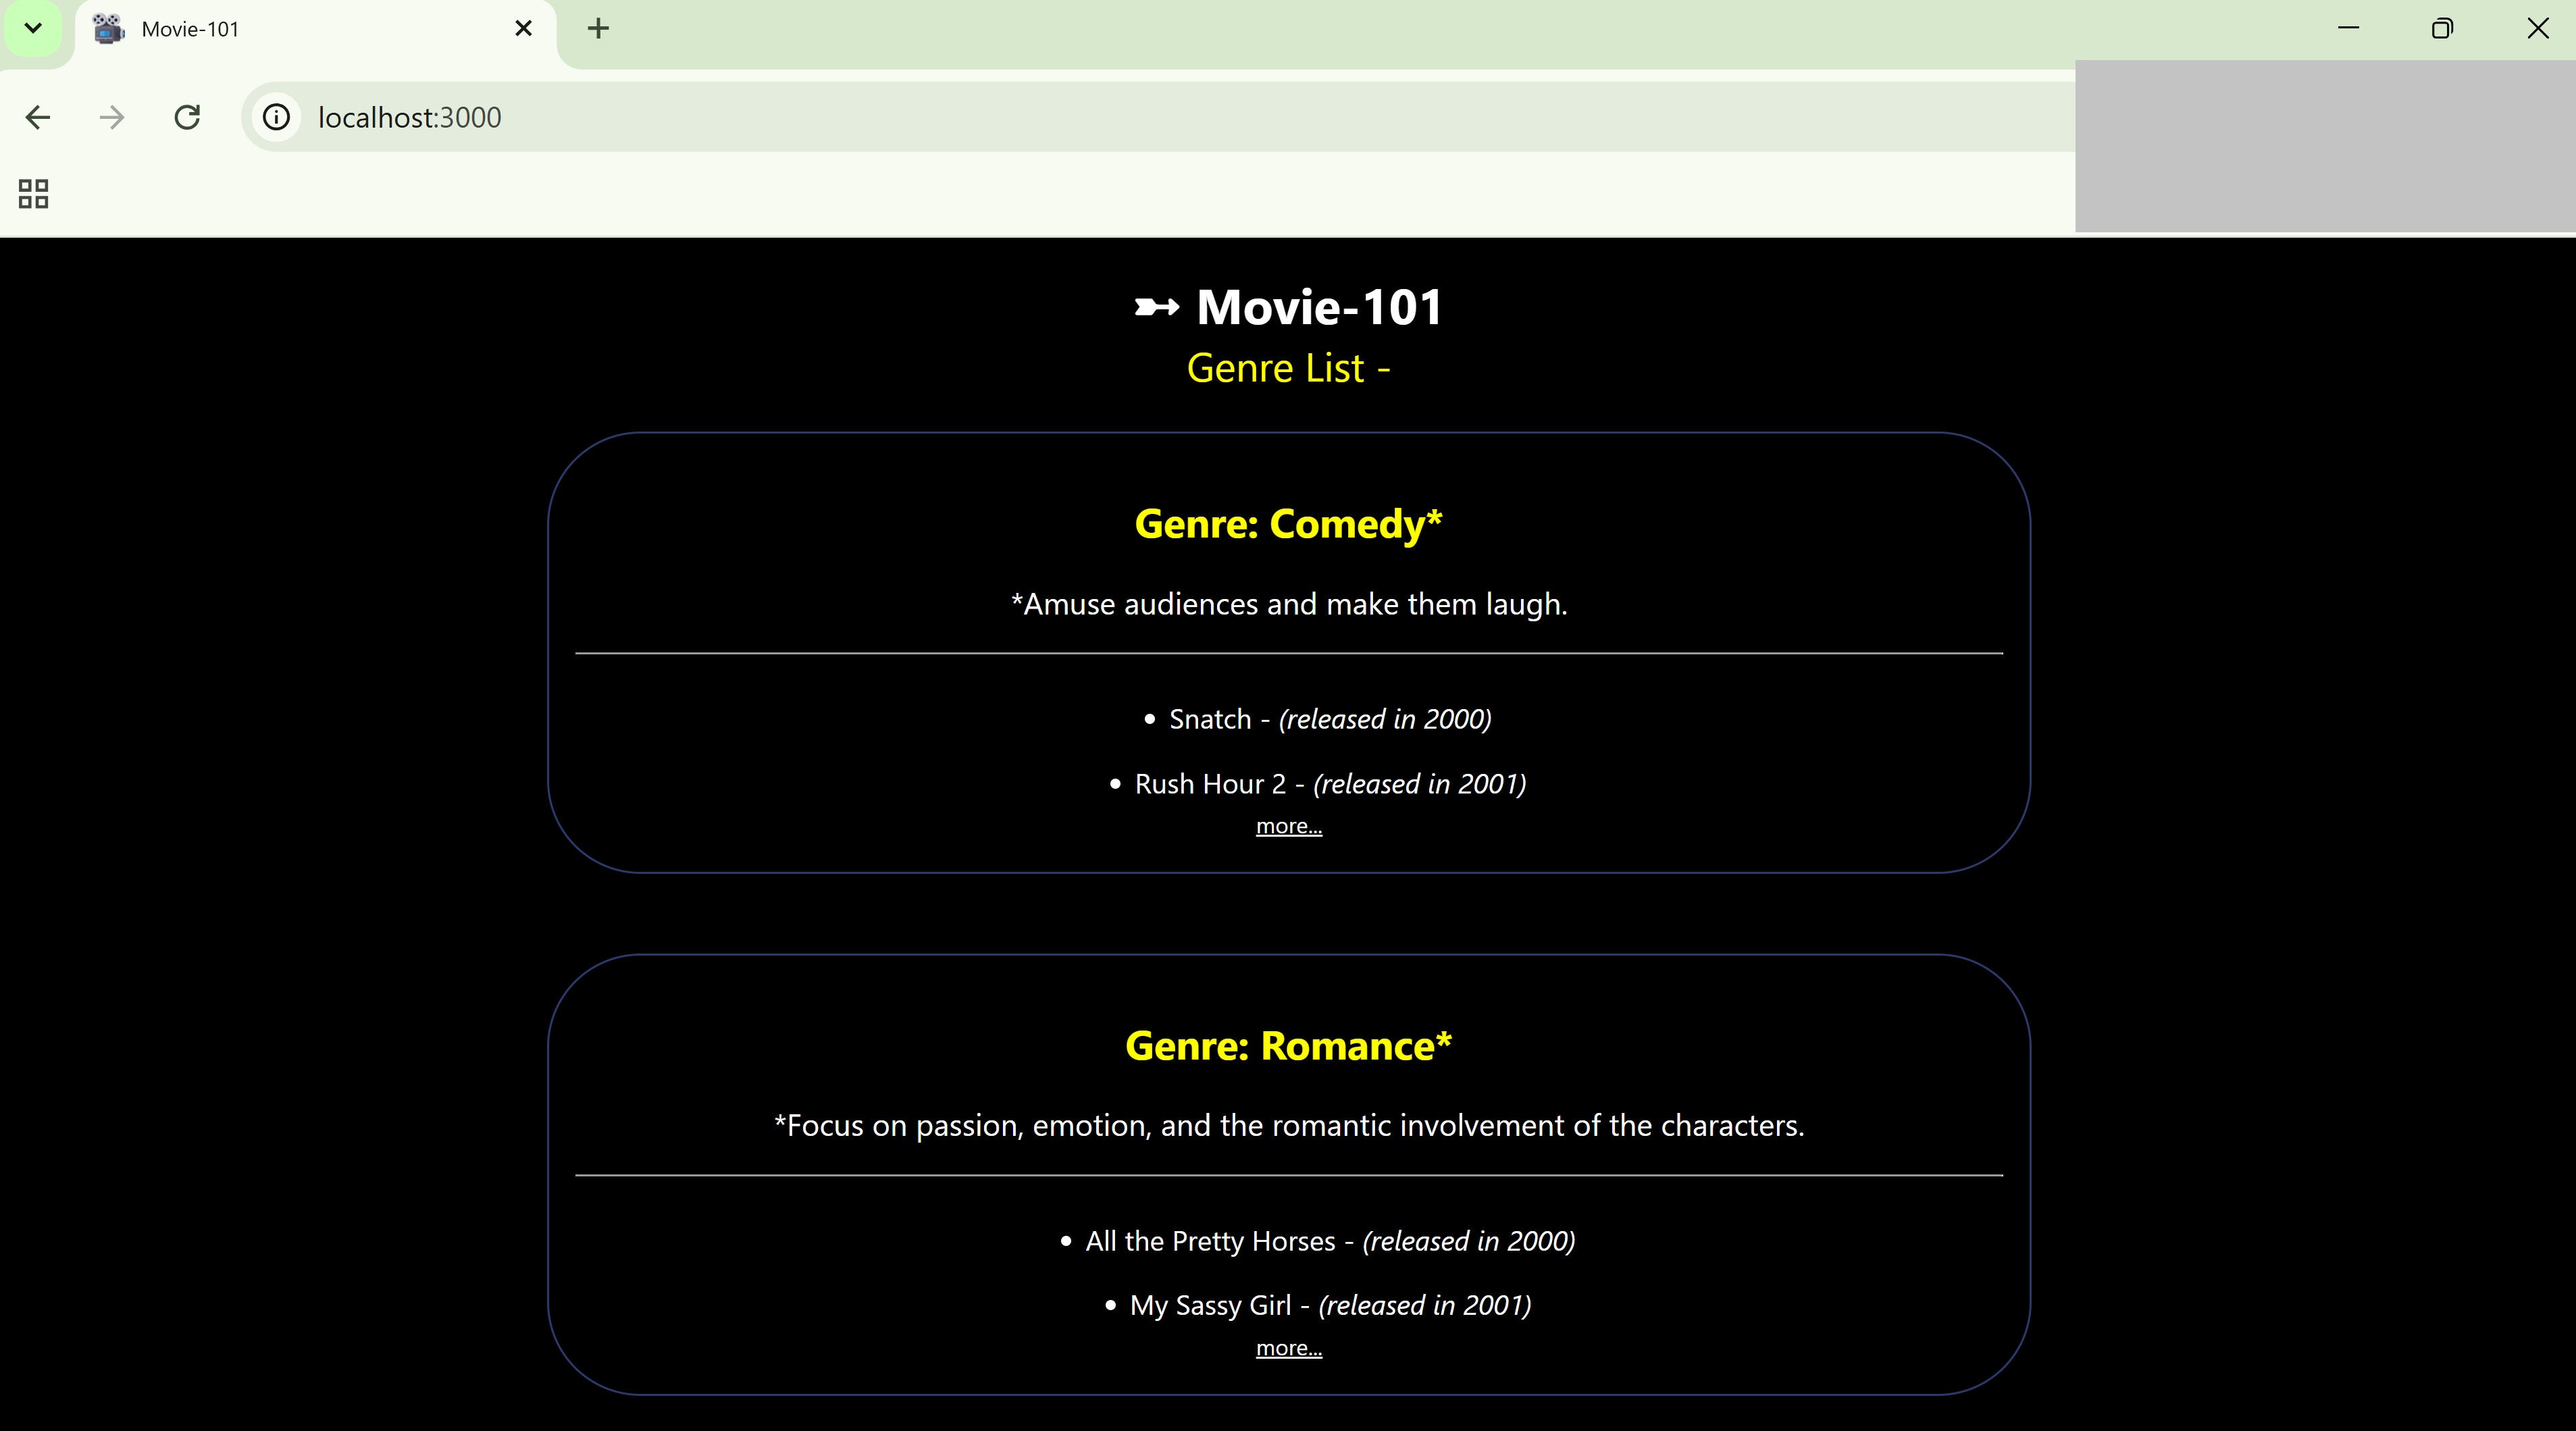 Movie-101
localhost:3000
➳ Movie-101
Genre List -
Genre: Comedy*
*Amuse audiences and make them laugh.
• Snatch - (released in 2000)
• Rush Hour 2 - (released in 2001)
more...
Genre: Romance*
*Focus on passion, emotion, and the romantic involvement of the characters.
• All the Pretty Horses - (released in 2000)
• My Sassy Girl - (released in 2001)
more...